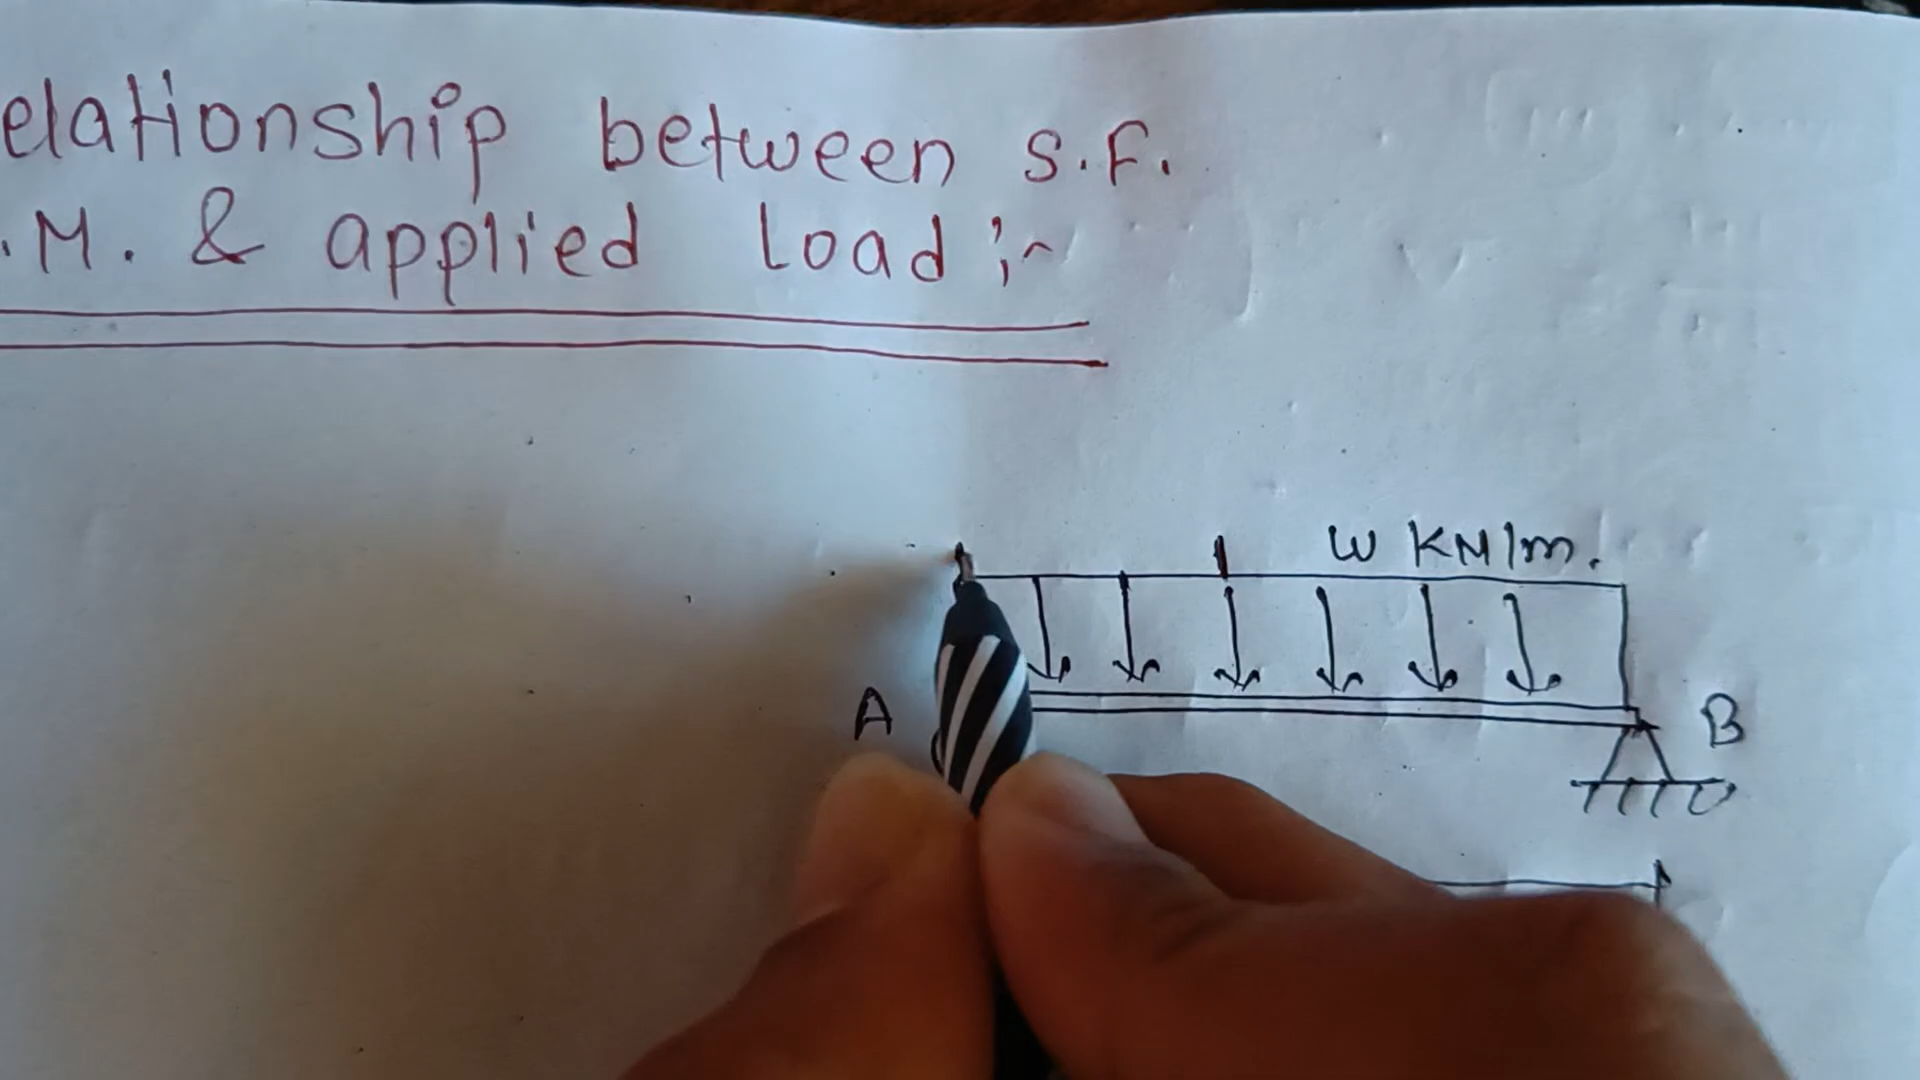 elationship between S.F.
.M. & applied load ;-
w KN/m.
A
B